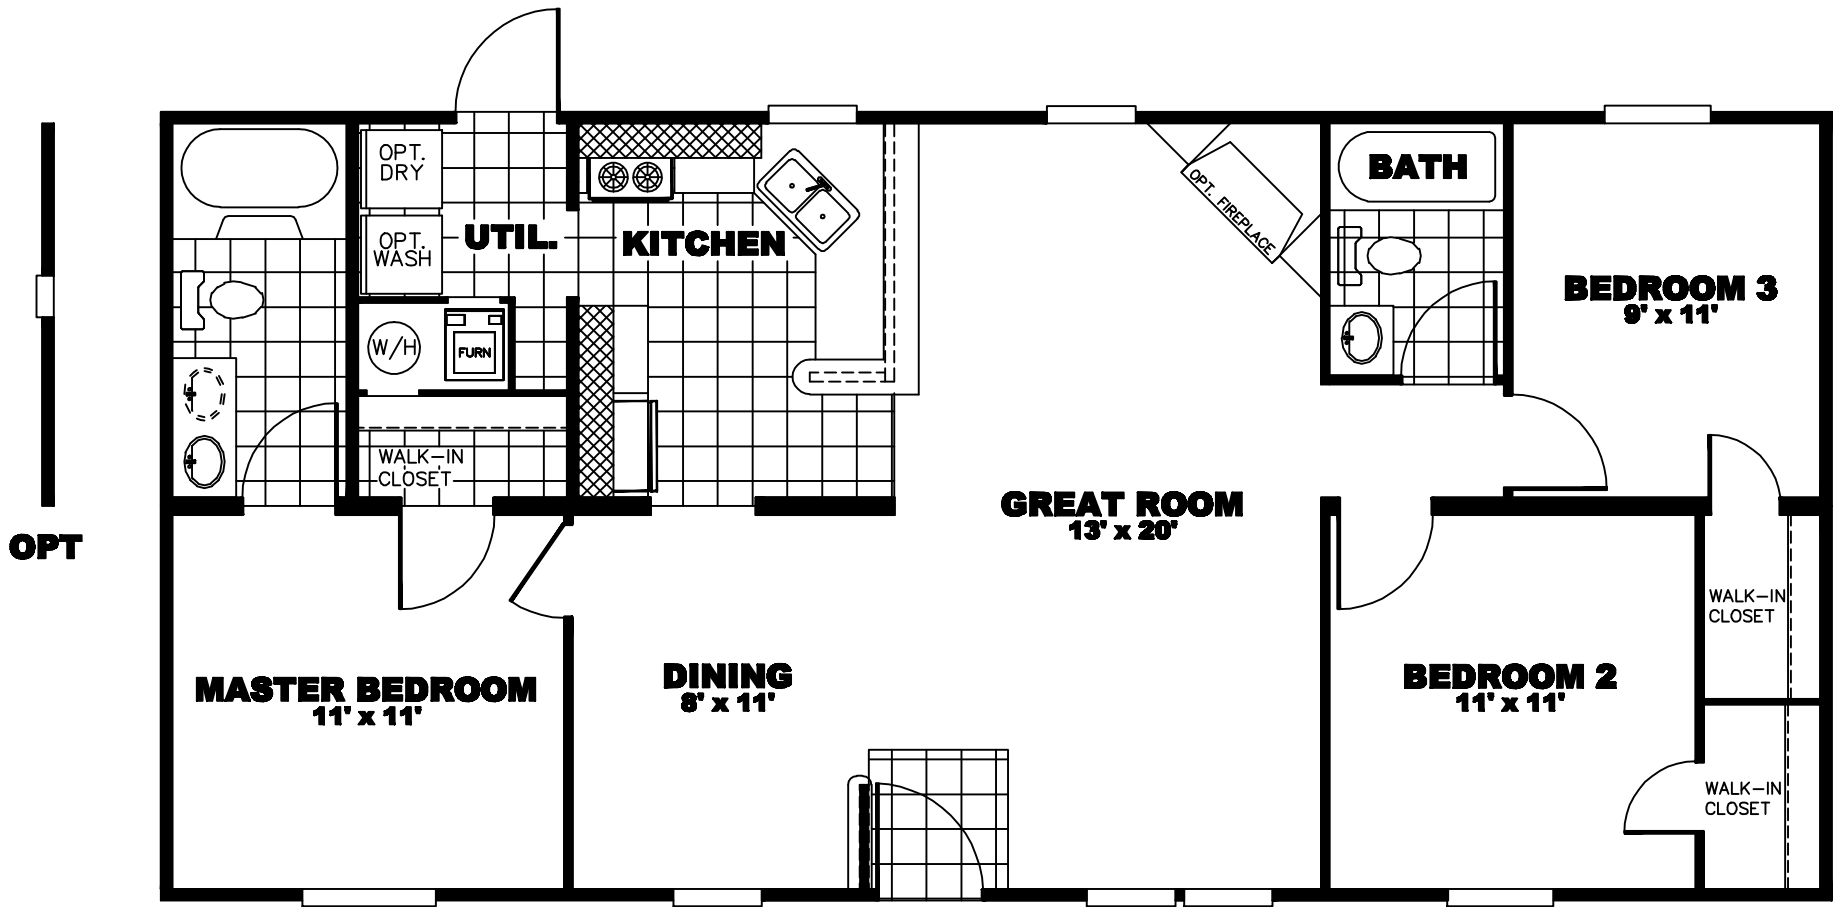 OPT.
DRY
OPT.
WASH
UTIL.
KITCHEN
OPT. FIREPLACE
BATH
BEDROOM 3
9' x 11'
W/H
FURN
WALK-IN
CLOSET
GREAT ROOM
13' x 20'
OPT
WALK-IN
CLOSET
MASTER BEDROOM
11' x 11'
DINING
8' x 11'
BEDROOM 2
11' x 11'
WALK-IN
CLOSET